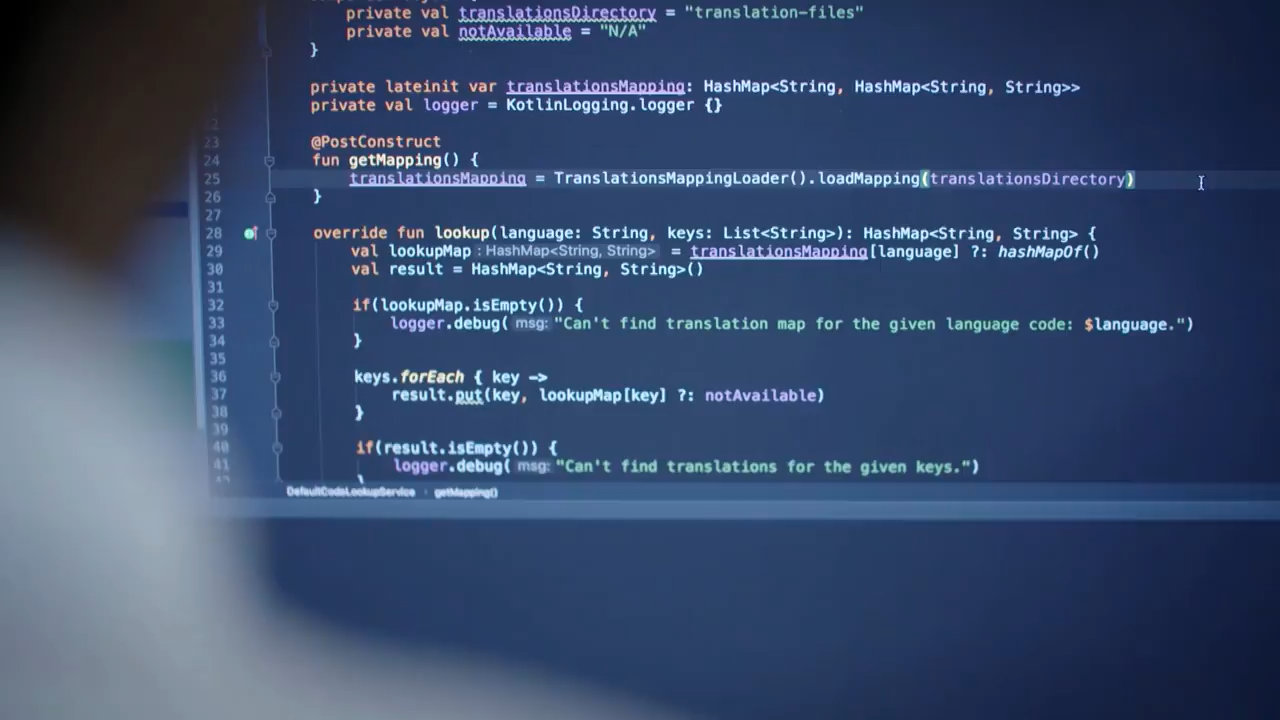 private val translationsDirectory = "translation-files"
private val notAvailable = "N/A"
}
private lateinit var translationsMapping: HashMap<String, HashMap<String, String>>
private val logger = KotlinLogging.logger {}
22
23 @PostConstruct
24 fun getMapping() {
25 translationsMapping = TranslationsMappingLoader().loadMapping(translationsDirectory)
26 }
27
28 override fun lookup(language: String, keys: List<String>): HashMap<String, String> {
29 val lookupMap : HashMap<String, String> = translationsMapping[language] ?: hashMapOf()
30 val result = HashMap<String, String>()
31
32 if(lookupMap.isEmpty()) {
33 logger.debug( msg: "Can't find translation map for the given language code: $language.")
34 }
35
36 keys.forEach { key ->
37 result.put(key, lookupMap[key] ?: notAvailable)
38 }
39
40 if(result.isEmpty()) {
41 logger.debug( msg: "Can't find translations for the given keys.")
DefaultCodeLookupService › getMapping()